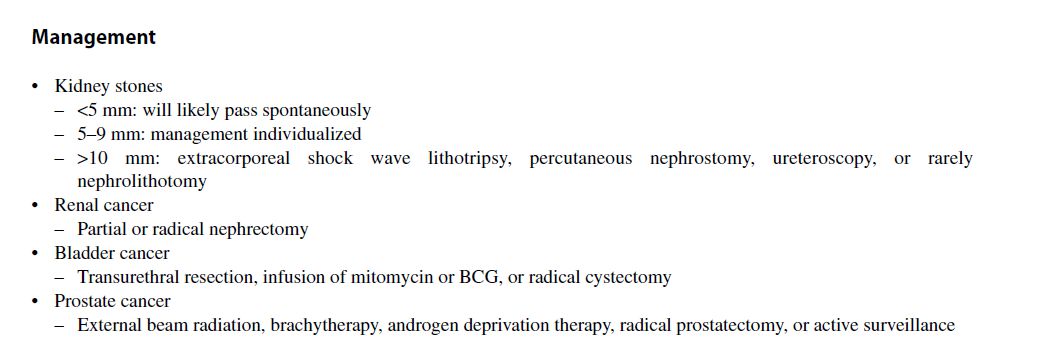 Management
• Kidney stones
– <5 mm: will likely pass spontaneously
– 5–9 mm: management individualized
– >10 mm: extracorporeal shock wave lithotripsy, percutaneous nephrostomy, ureteroscopy, or rarely
nephrolithotomy
• Renal cancer
– Partial or radical nephrectomy
• Bladder cancer
– Transurethral resection, infusion of mitomycin or BCG, or radical cystectomy
• Prostate cancer
– External beam radiation, brachytherapy, androgen deprivation therapy, radical prostatectomy, or active surveillance